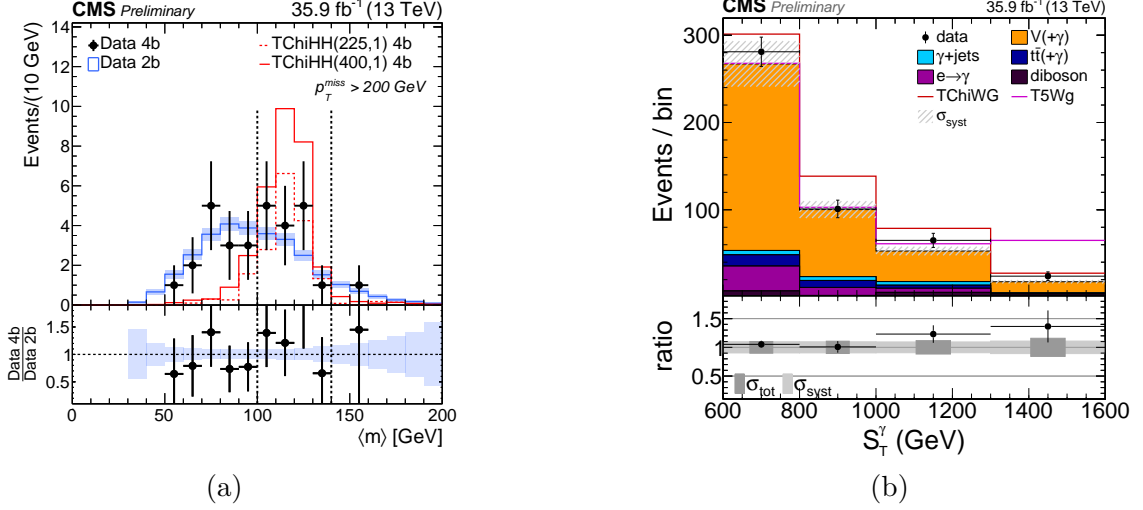 CMS Preliminary 35.9 fb⁻¹ (13 TeV)
Data 4b
Data 2b
TChiHH(225,1) 4b
TChiHH(400,1) 4b
p_T^miss > 200 GeV
Events/(10 GeV)
14
12
10
8
6
4
2
0
Data 4b
Data 2b
1.5
1
0.5
0 50 100 150 200
⟨m⟩ [GeV]
(a)
CMS Preliminary 35.9 fb⁻¹ (13 TeV)
data
V(+γ)
γ+jets
tt̄(+γ)
e→γ
diboson
TChiWG
T5Wg
σ_syst
Events / bin
300
200
100
ratio
1.5
1
0.5
σ_tot σ_syst
600 800 1000 1200 1400 1600
S_T^γ (GeV)
(b)